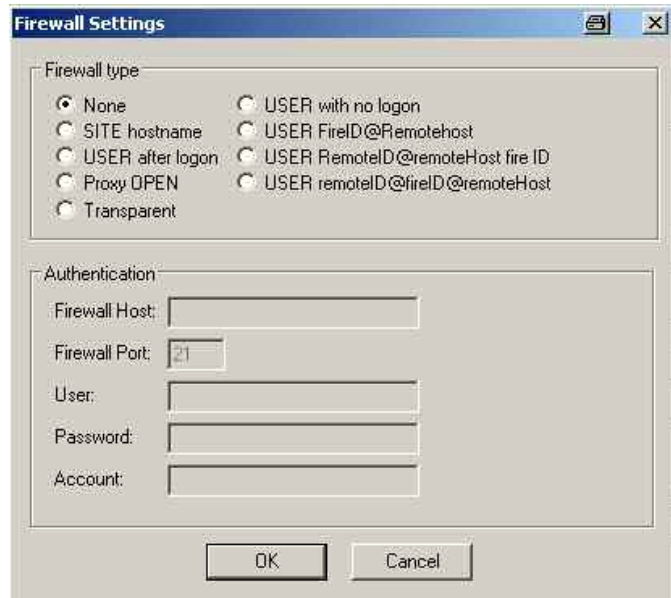 Firewall Settings
Firewall type
None
SITE hostname
USER after logon
Proxy OPEN
Transparent
USER with no logon
USER FireID@Remotehost
USER RemoteID@remoteHost fire ID
USER remoteID@fireID@remoteHost
Authentication
Firewall Host:
Firewall Port: 21
User:
Password:
Account:
OK Cancel